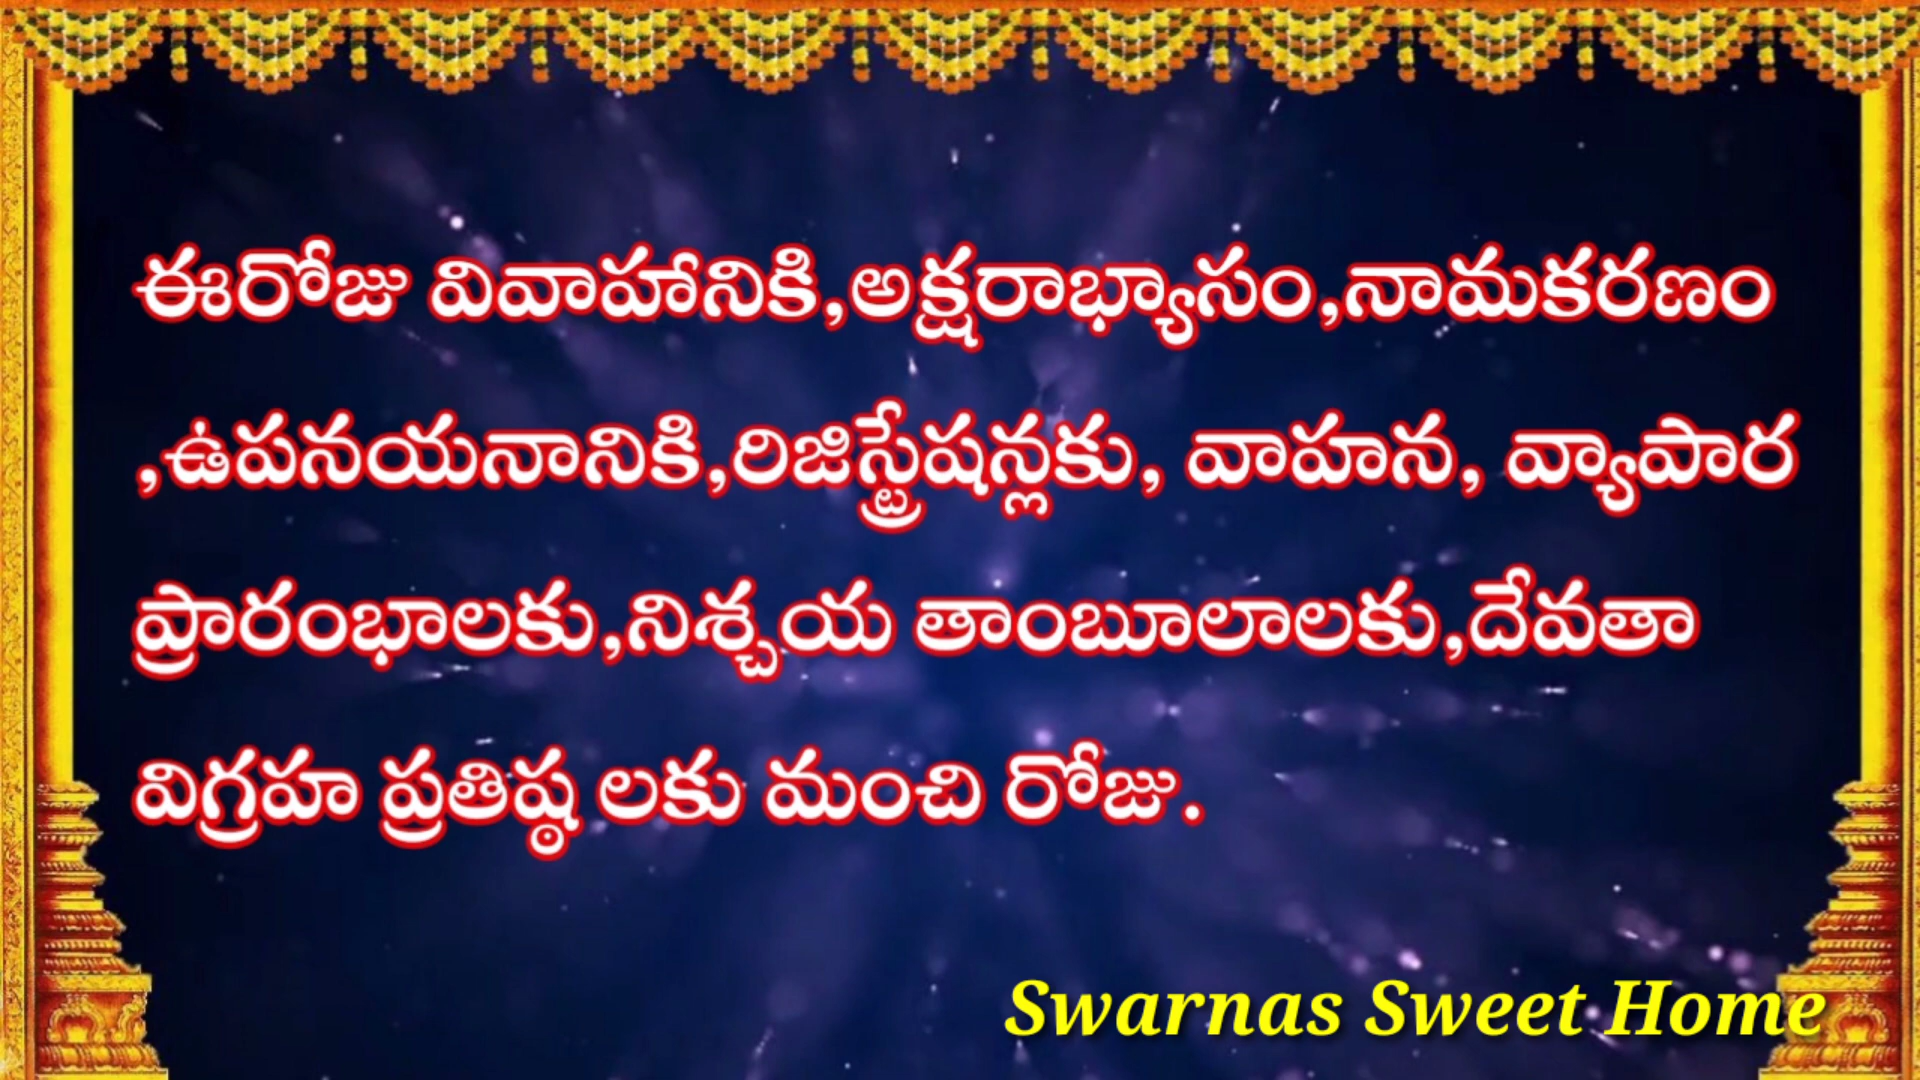 ఈరోజు వివాహానికి,అక్షరాభ్యాసం,నామకరణం
,ఉపనయనానికి,రిజిస్ట్రేషన్లకు, వాహన, వ్యాపార
ప్రారంభాలకు,నిశ్చయ తాంబూలాలకు,దేవతా
విగ్రహ ప్రతిష్ఠ లకు మంచి రోజు.
Swarnas Sweet Home